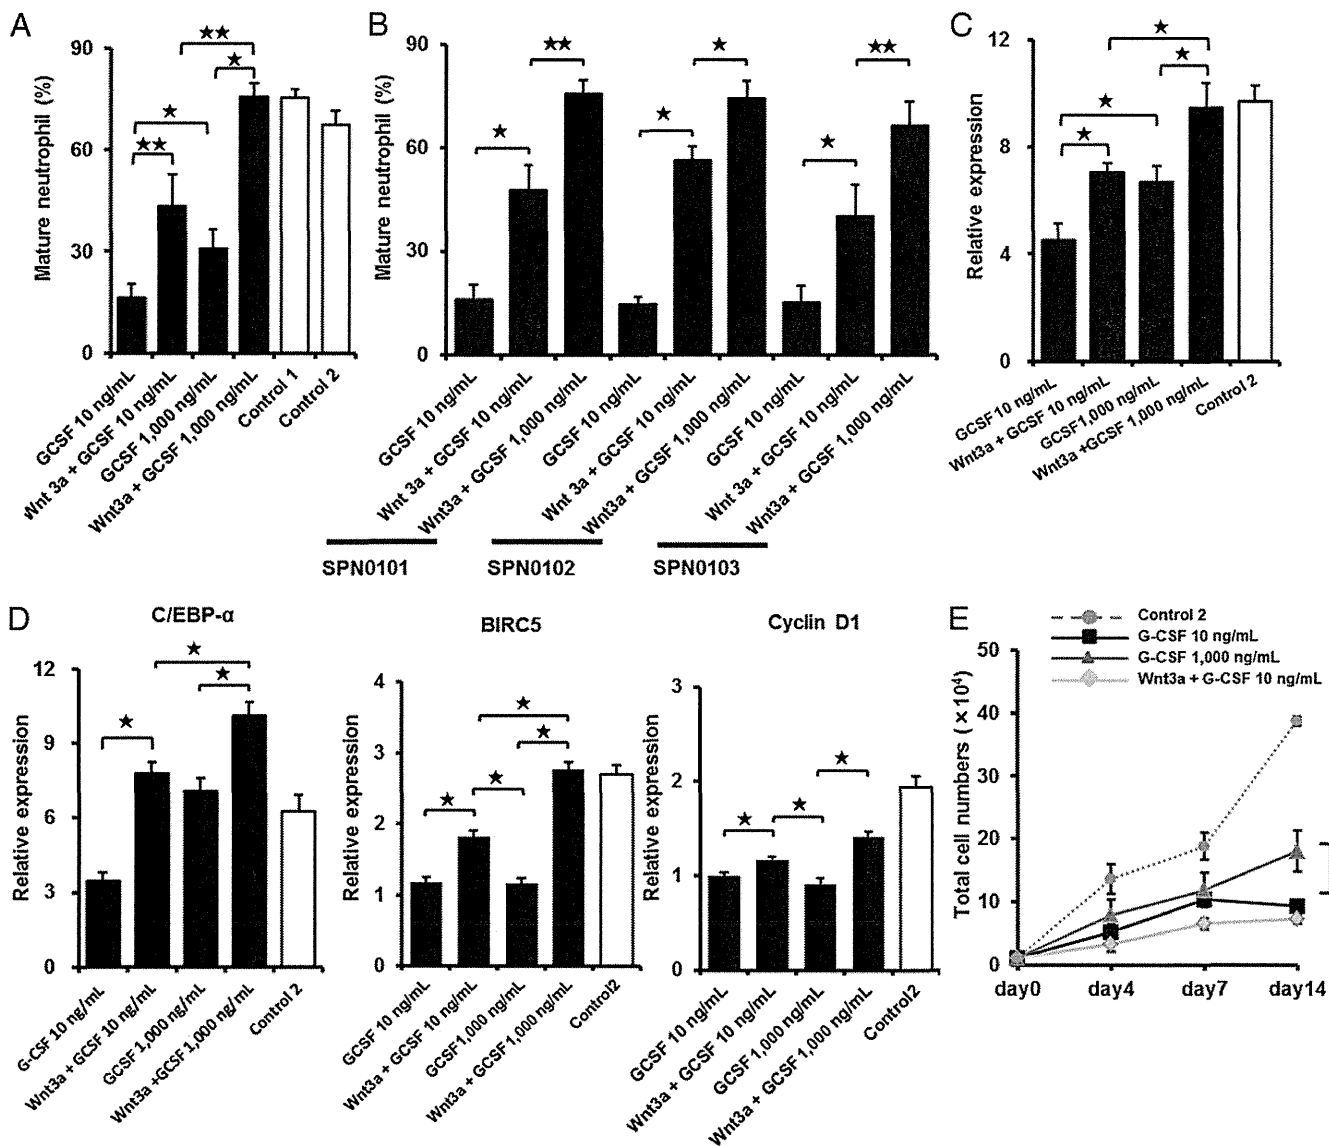 A
Mature neutrophil (%)
90
60
30
0
★★
★
★
★★
GCSF 10 ng/mL
Wnt 3a + GCSF 10 ng/mL
GCSF 1,000 ng/mL
Wnt3a + GCSF 1,000 ng/mL
Control 1
Control 2
B
Mature neutrophil (%)
90
60
30
0
★
★★
★
★
★
★★
GCSF 10 ng/mL
Wnt 3a + GCSF 10 ng/mL
Wnt3a + GCSF 1,000 ng/mL
GCSF 10 ng/mL
Wnt 3a + GCSF 10 ng/mL
Wnt3a + GCSF 1,000 ng/mL
GCSF 10 ng/mL
Wnt 3a + GCSF 10 ng/mL
Wnt3a + GCSF 1,000 ng/mL
SPN0101
SPN0102
SPN0103
C
Relative expression
12
8
4
0
★
★
★
★
GCSF 10 ng/mL
Wnt3a + GCSF 10 ng/mL
GCSF1,000 ng/mL
Wnt3a +GCSF 1,000 ng/mL
Control 2
D
C/EBP-α
Relative expression
12
9
6
3
0
★
★
★
G-CSF 10 ng/mL
Wnt3a + GCSF 10 ng/mL
GCSF 1,000 ng/mL
Wnt3a +GCSF 1,000 ng/mL
Control 2
BIRC5
Relative expression
4
3
2
1
0
★
★
★
★
GCSF 10 ng/mL
Wnt3a + GCSF 10 ng/mL
GCSF1,000 ng/mL
Wnt3a + GCSF 1,000 ng/mL
Control2
Cyclin D1
Relative expression
3
2
1
0
★
★
★
GCSF 10 ng/mL
Wnt3a + GCSF 10 ng/mL
GCSF 1,000 ng/mL
Wnt3a + GCSF 1,000 ng/mL
Control2
E
Control 2
G-CSF 10 ng/mL
G-CSF 1,000 ng/mL
Wnt3a + G-CSF 10 ng/mL
Total cell numbers ( × 10⁴)
50
40
30
20
10
0
day0
day4
day7
day14